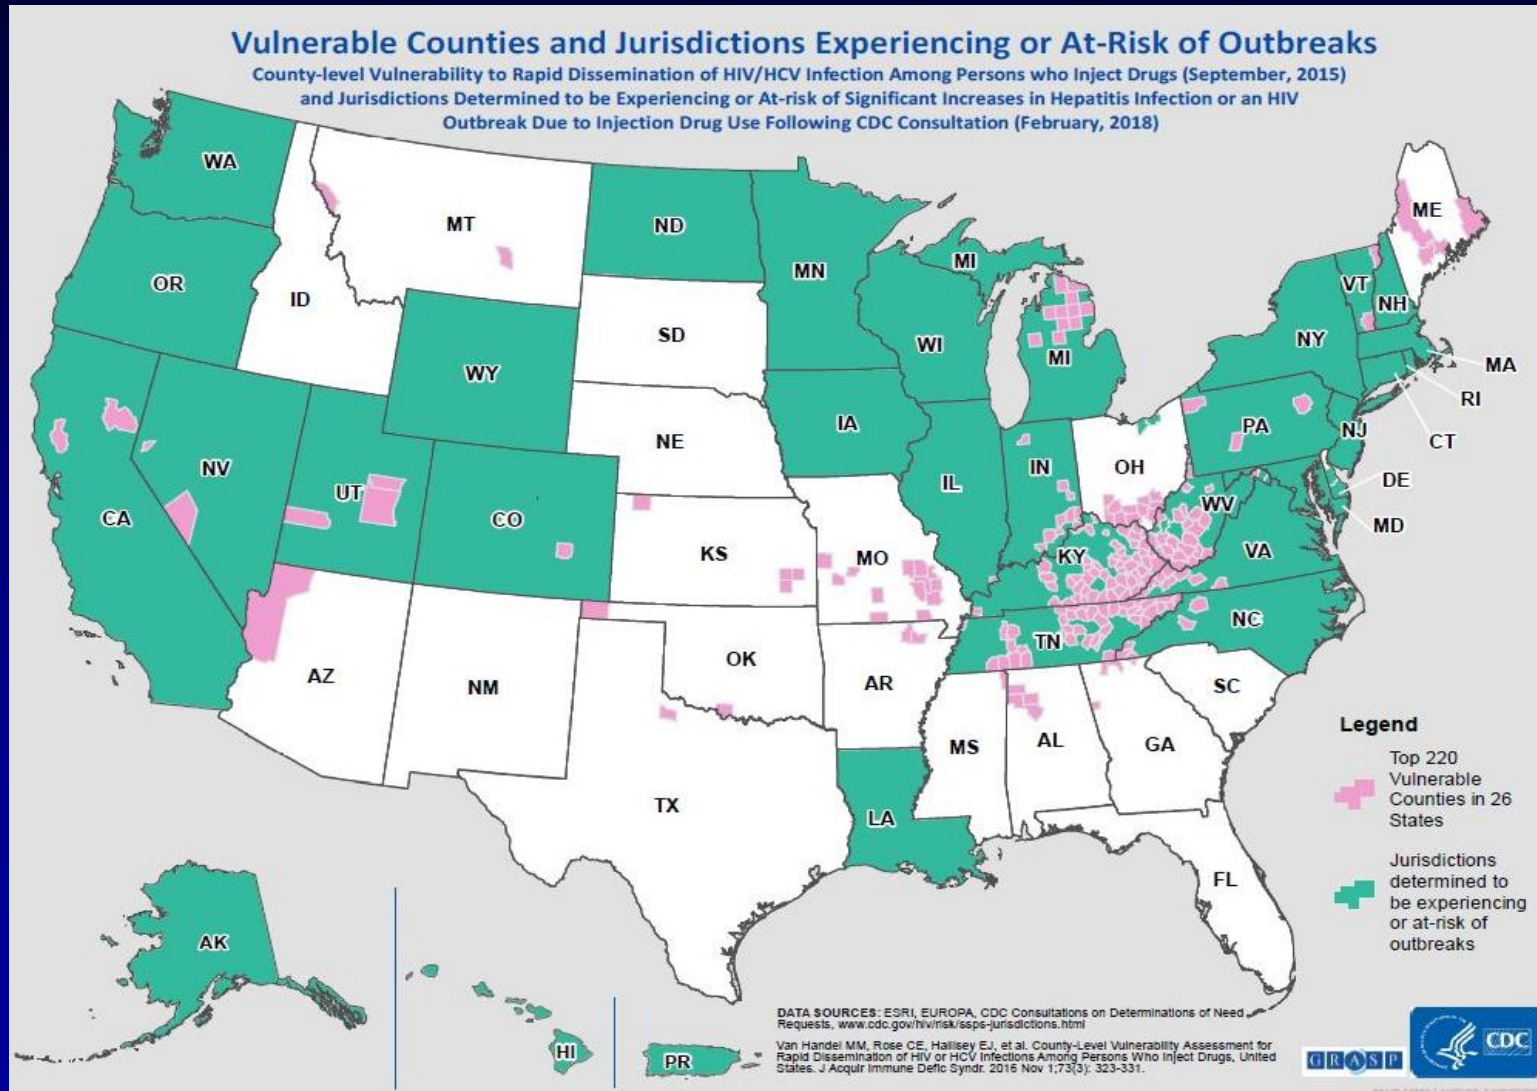 Vulnerable Counties and Jurisdictions Experiencing or At-Risk of Outbreaks
County-level Vulnerability to Rapid Dissemination of HIV/HCV Infection Among Persons who Inject Drugs (September, 2015)
and Jurisdictions Determined to be Experiencing or At-risk of Significant Increases in Hepatitis Infection or an HIV
Outbreak Due to Injection Drug Use Following CDC Consultation (February, 2018)
WA
MT
ND
MN
ME
OR
ID
SD
WI
MI
MI
VT
NH
NY
MA
RI
CT
WY
NE
IA
PA
NJ
NV
UT
CO
IL
IN
OH
DE
MD
CA
KS
MO
KY
WV
VA
AZ
NM
OK
AR
TN
NC
SC
MS
AL
GA
TX
LA
FL
AK
HI
PR
Legend
Top 220
Vulnerable
Counties in 26
States
Jurisdictions
determined to
be experiencing
or at-risk of
outbreaks
DATA SOURCES: ESRI, EUROPA, CDC Consultations on Determinations of Need
Requests, www.cdc.gov/hiv/risk/ssps-jurisdictions.html
Van Handel MM, Rose CE, Hallisey EJ, et al. County-Level Vulnerability Assessment for
Rapid Dissemination of HIV or HCV Infections Among Persons Who Inject Drugs, United
States. J Acquir Immune Defic Syndr. 2016 Nov 1;73(3): 323-331.
GRASP
CDC